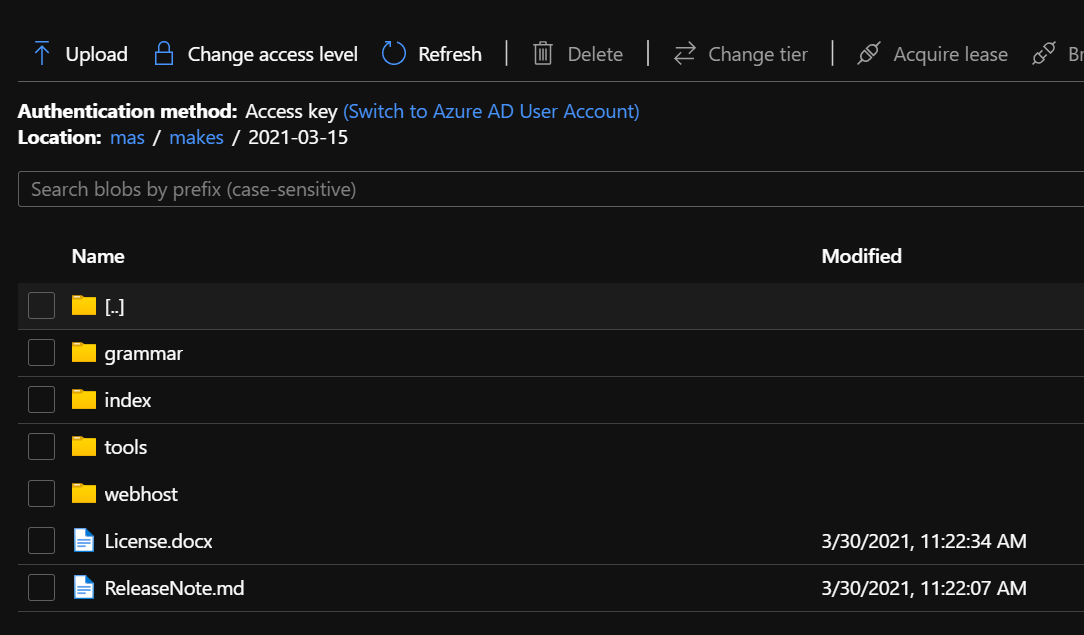 Upload Change access level Refresh | Delete | Change tier | Acquire lease
Authentication method: Access key (Switch to Azure AD User Account)
Location: mas / makes / 2021-03-15
Search blobs by prefix (case-sensitive)
Name Modified
[..]
grammar
index
tools
webhost
License.docx 3/30/2021, 11:22:34 AM
ReleaseNote.md 3/30/2021, 11:22:07 AM